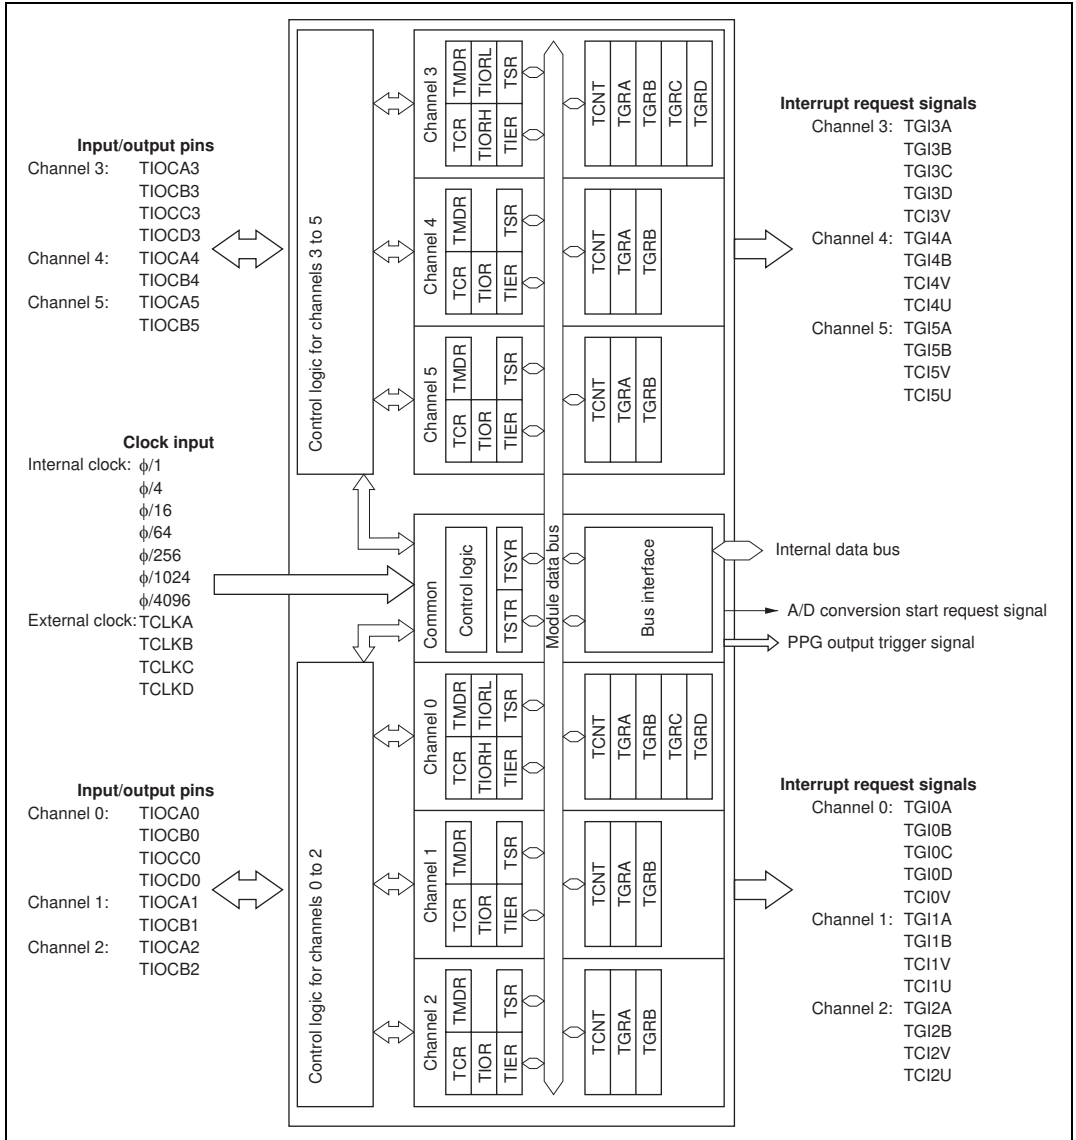 Input/output pins
Channel 3: TIOCA3
TIOCB3
TIOCC3
TIOCD3
Channel 4: TIOCA4
TIOCB4
Channel 5: TIOCA5
TIOCB5
Clock input
Internal clock: ϕ/1
ϕ/4
ϕ/16
ϕ/64
ϕ/256
ϕ/1024
ϕ/4096
External clock: TCLKA
TCLKB
TCLKC
TCLKD
Input/output pins
Channel 0: TIOCA0
TIOCB0
TIOCC0
TIOCD0
Channel 1: TIOCA1
TIOCB1
Channel 2: TIOCA2
TIOCB2
Control logic for channels 3 to 5
Control logic for channels 0 to 2
Channel 3
TCR TMDR
TIORH TIORL
TIER TSR
TCNT
TGRA
TGRB
TGRC
TGRD
Channel 4
TCR TMDR
TIOR
TIER TSR
TCNT
TGRA
TGRB
Channel 5
TCR TMDR
TIOR
TIER TSR
TCNT
TGRA
TGRB
Common
Control logic
TSTR TSYR
Module data bus
Bus interface
Channel 0
TCR TMDR
TIORH TIORL
TIER TSR
TCNT
TGRA
TGRB
TGRC
TGRD
Channel 1
TCR TMDR
TIOR
TIER TSR
TCNT
TGRA
TGRB
Channel 2
TCR TMDR
TIOR
TIER TSR
TCNT
TGRA
TGRB
Interrupt request signals
Channel 3: TGI3A
TGI3B
TGI3C
TGI3D
TCI3V
Channel 4: TGI4A
TGI4B
TCI4V
TCI4U
Channel 5: TGI5A
TGI5B
TCI5V
TCI5U
Internal data bus
A/D conversion start request signal
PPG output trigger signal
Interrupt request signals
Channel 0: TGI0A
TGI0B
TGI0C
TGI0D
TCI0V
Channel 1: TGI1A
TGI1B
TCI1V
TCI1U
Channel 2: TGI2A
TGI2B
TCI2V
TCI2U